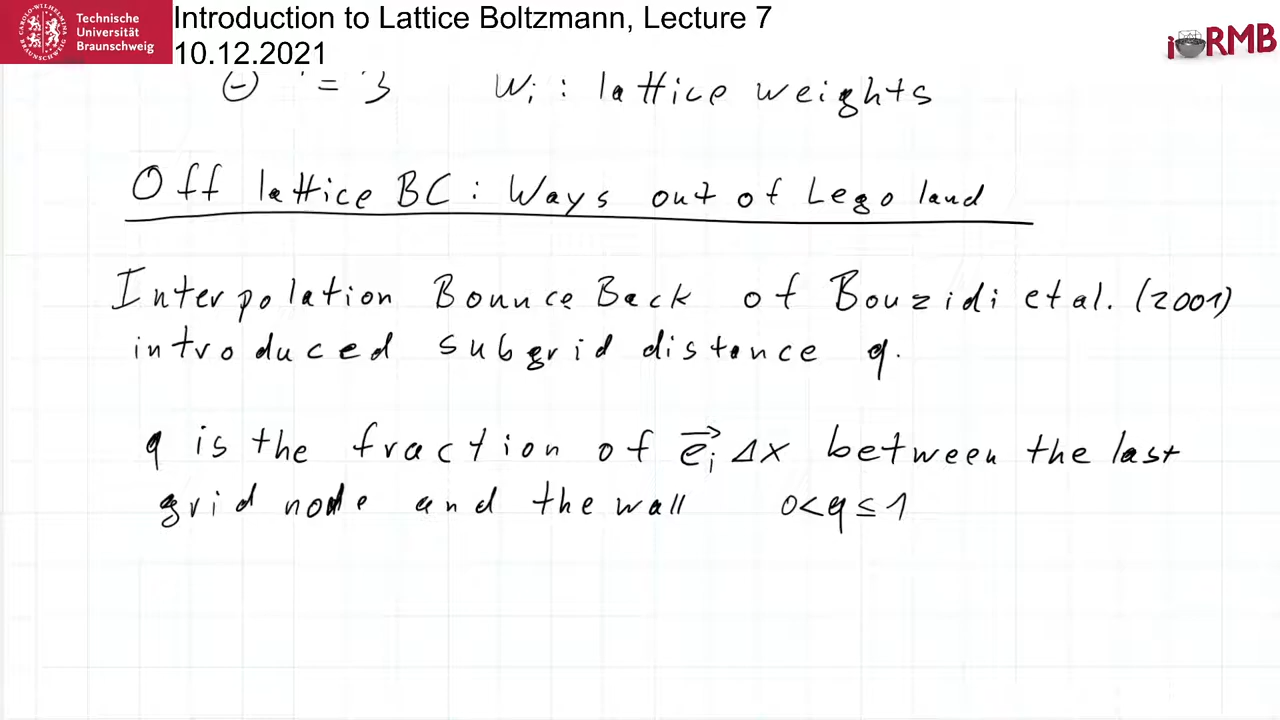 Technische
Universität
Braunschweig
Introduction to Lattice Boltzmann, Lecture 7
10.12.2021
iRMB
= 3 Wi : lattice weights
Off lattice BC : Ways out of Lego land
Interpolation Bounce Back of Bouzidi et al. (2001)
introduced subgrid distance q.
q is the fraction of e⃗i Δx between the last
grid node and the wall 0<q≤1